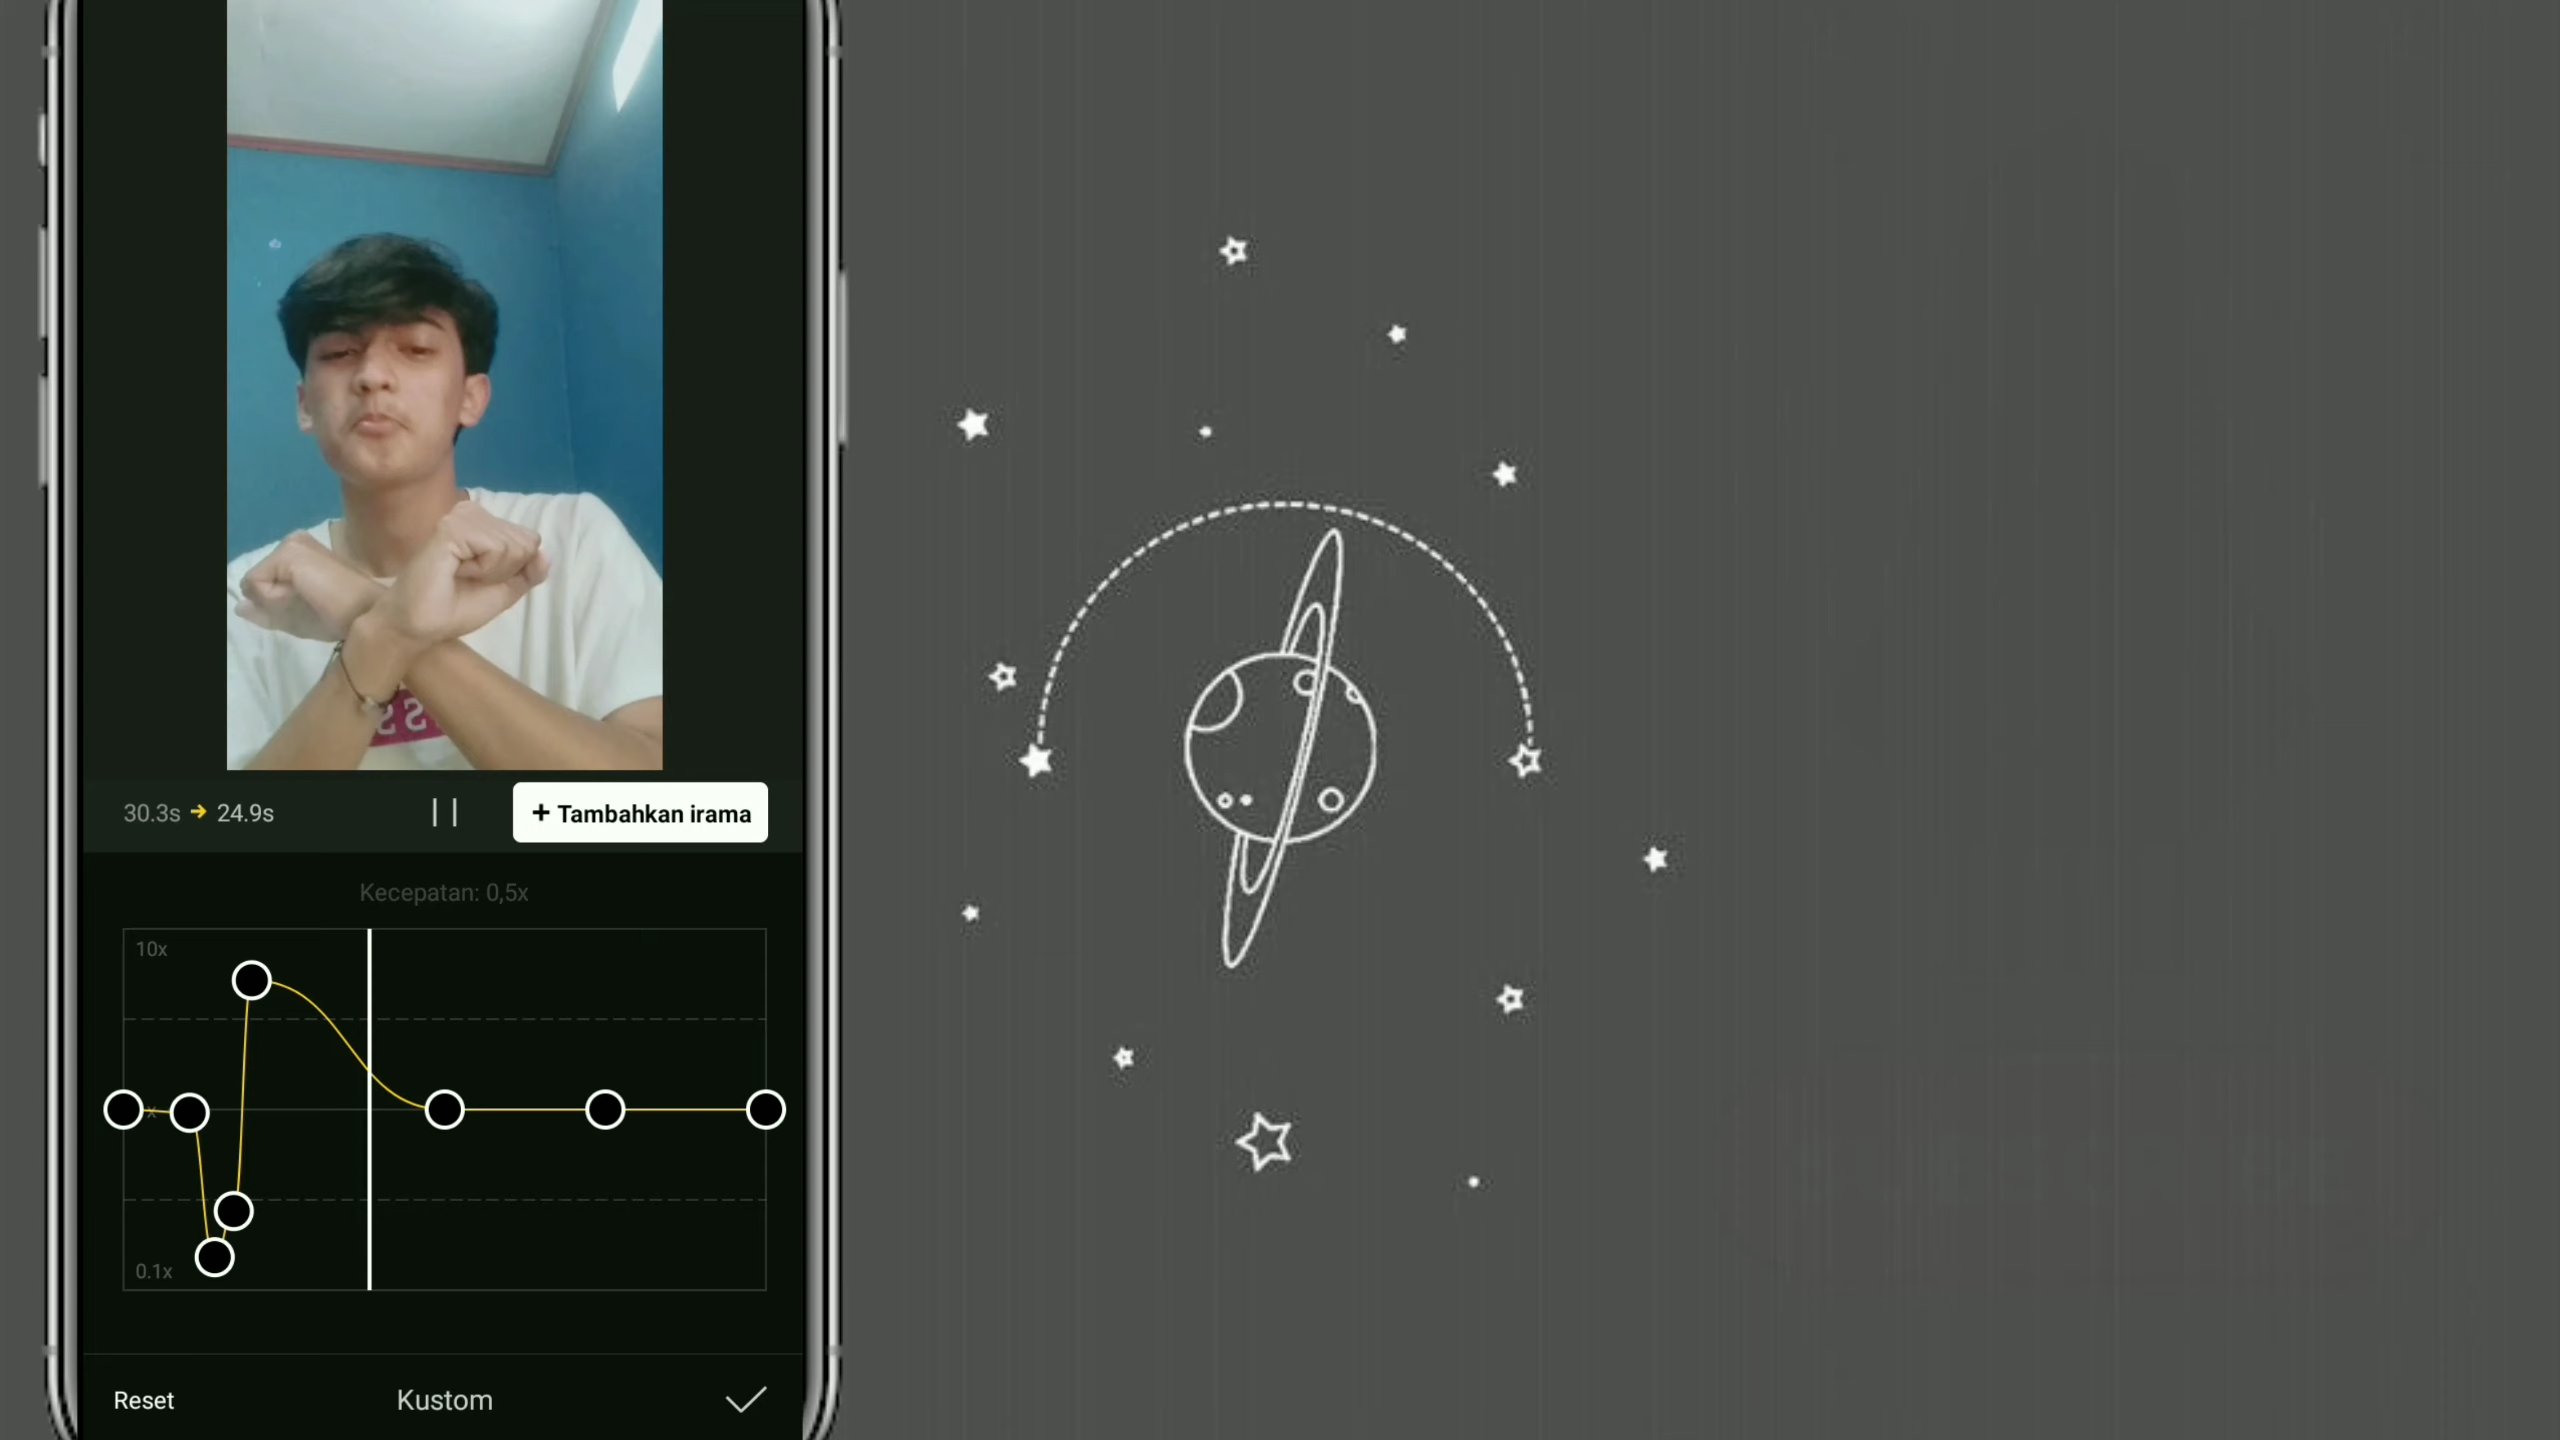 30.3s → 24.9s
+ Tambahkan irama
Kecepatan: 0,5x
10x
x
0.1x
Reset
Kustom